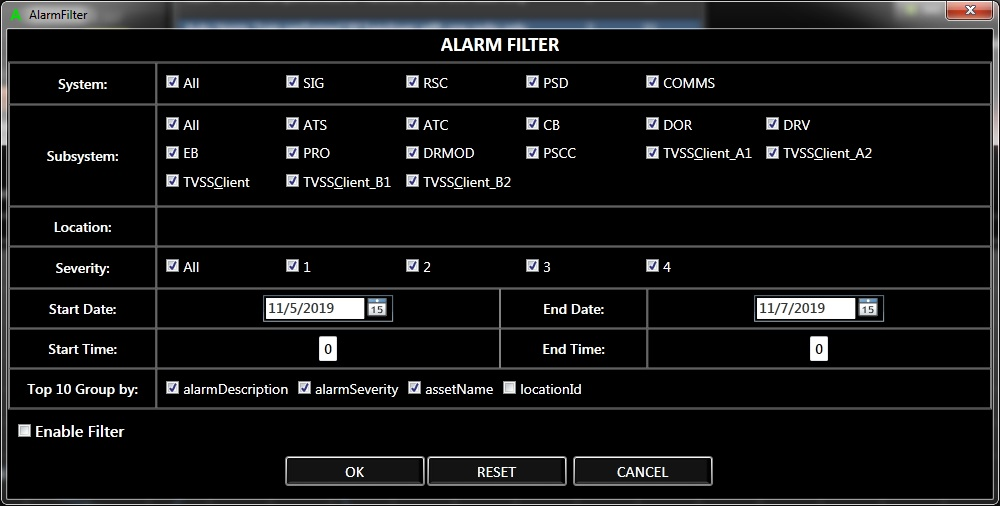 AlarmFilter
ALARM FILTER
System: All SIG RSC PSD COMMS
All ATS ATC CB DOR DRV
Subsystem: EB PRO DRMOD PSCC TVSSClient_A1 TVSSClient_A2
TVSSClient TVSSClient_B1 TVSSClient_B2
Location:
Severity: All 1 2 3 4
Start Date: 11/5/2019 15 End Date: 11/7/2019 15
Start Time: 0 End Time: 0
Top 10 Group by: alarmDescription alarmSeverity assetName locationId
Enable Filter
OK RESET CANCEL